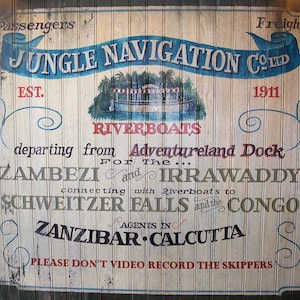 Passengers Freight
JUNGLE NAVIGATION Co. LTD
EST. 1911
RIVERBOATS
departing from Adventureland Dock
For the ...
ZAMBEZI and IRRAWADDY
connecting with Riverboats to
SCHWEITZER FALLS and the CONGO
AGENTS IN
ZANZIBAR · CALCUTTA
PLEASE DON'T VIDEO RECORD THE SKIPPERS